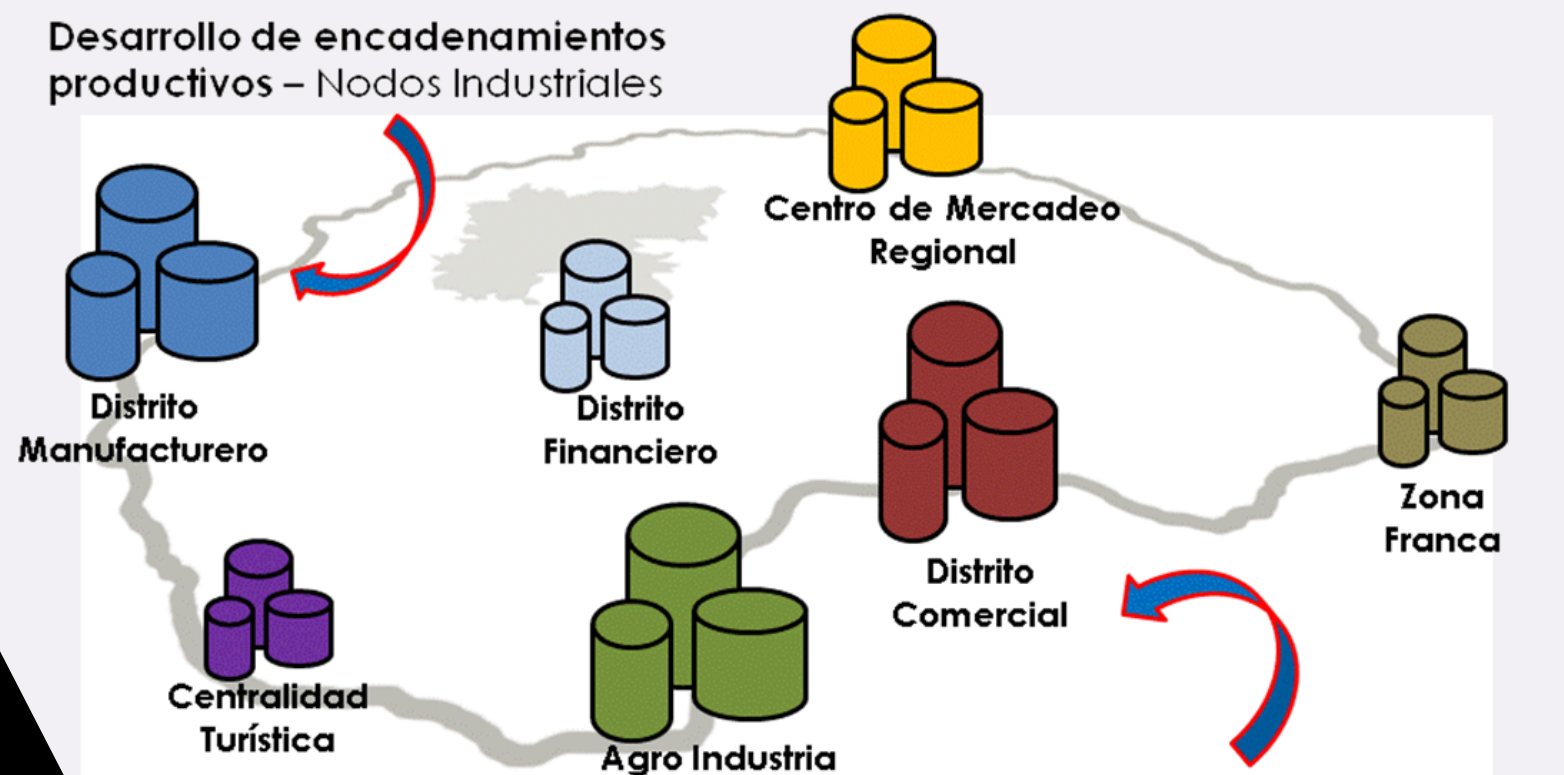 Desarrollo de encadenamientos
productivos – Nodos Industriales
Centro de Mercadeo
Regional
Distrito
Manufacturero
Distrito
Financiero
Zona
Franca
Distrito
Comercial
Centralidad
Turística
Agro Industria